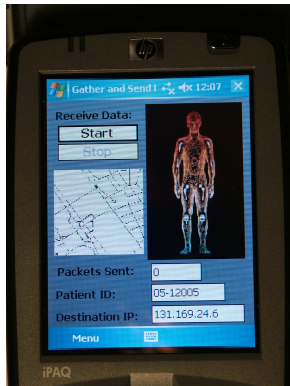 hp
Gather and Send I 12:07
Receive Data:
Start
Stop
Packets Sent: 0
Patient ID: 05-12005
Destination IP: 131.169.24.6
Menu
iPAQ